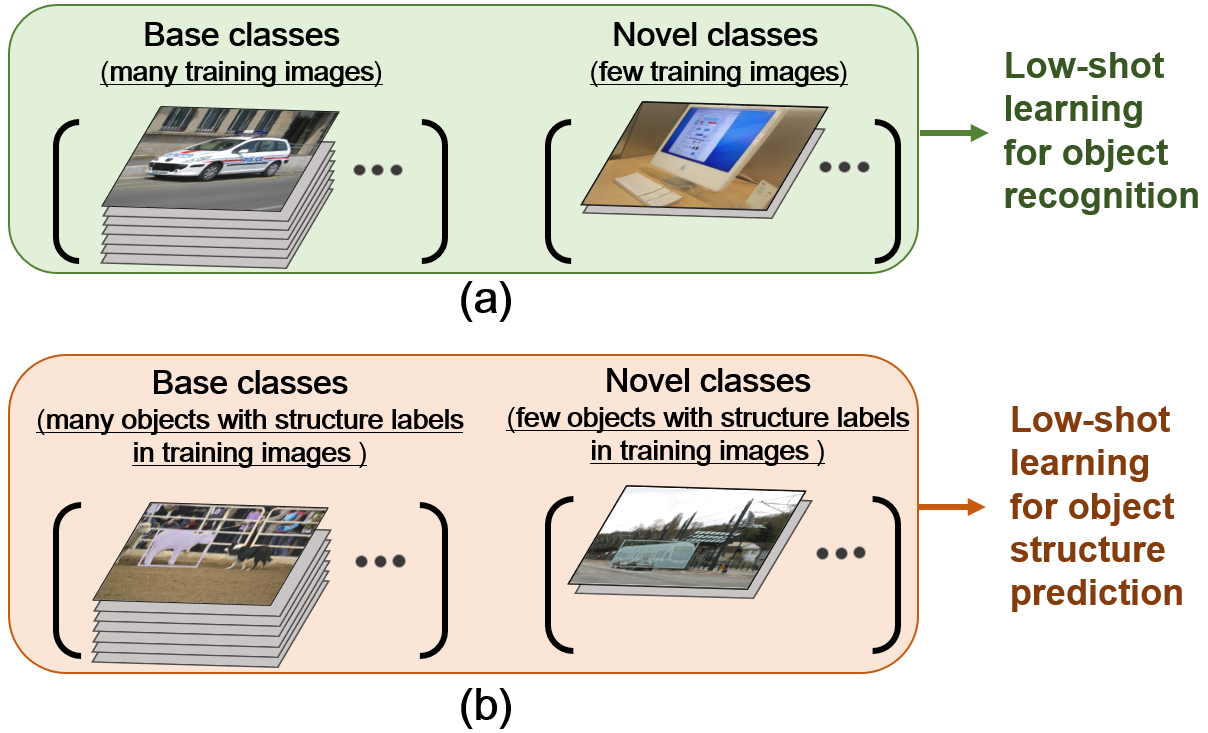 Base classes
(many training images)
Novel classes
(few training images)
POLICE
Low-shot
learning
for object
recognition
(a)
Base classes
(many objects with structure labels
in training images )
Novel classes
(few objects with structure labels
in training images )
Low-shot
learning
for object
structure
prediction
(b)